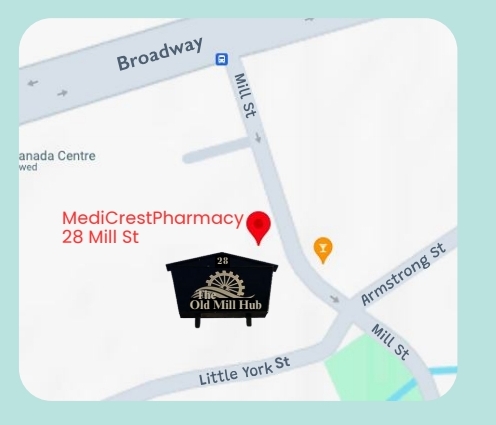 Broadway
Mill St
anada Centre
wed
MediCrestPharmacy
28 Mill St
28
The
Old Mill Hub
Armstrong St
Mill St
Little York St